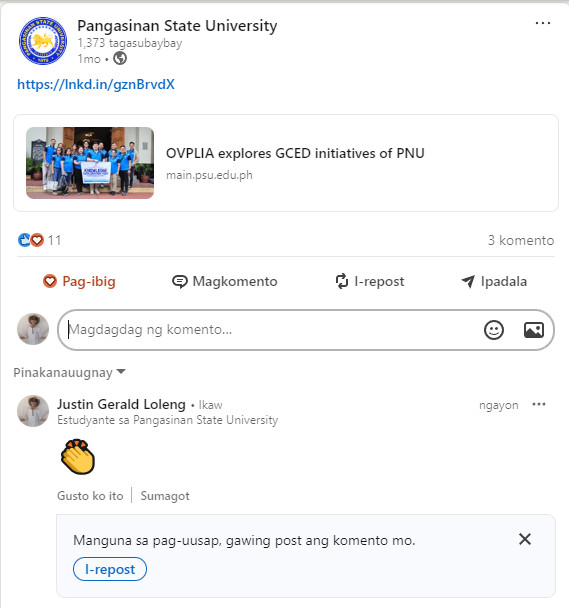 Pangasinan State University
1,373 tagasubaybay
1mo •
https://lnkd.in/gznBrvdX
OVPLIA explores GCED initiatives of PNU
main.psu.edu.ph
11
3 komento
Pag-ibig
Magkomento
I-repost
Ipadala
Magdagdag ng komento...
Pinakanauugnay
Justin Gerald Loleng • Ikaw
ngayon
Estudyante sa Pangasinan State University
Gusto ko ito
Sumagot
Manguna sa pag-uusap, gawing post ang komento mo.
I-repost